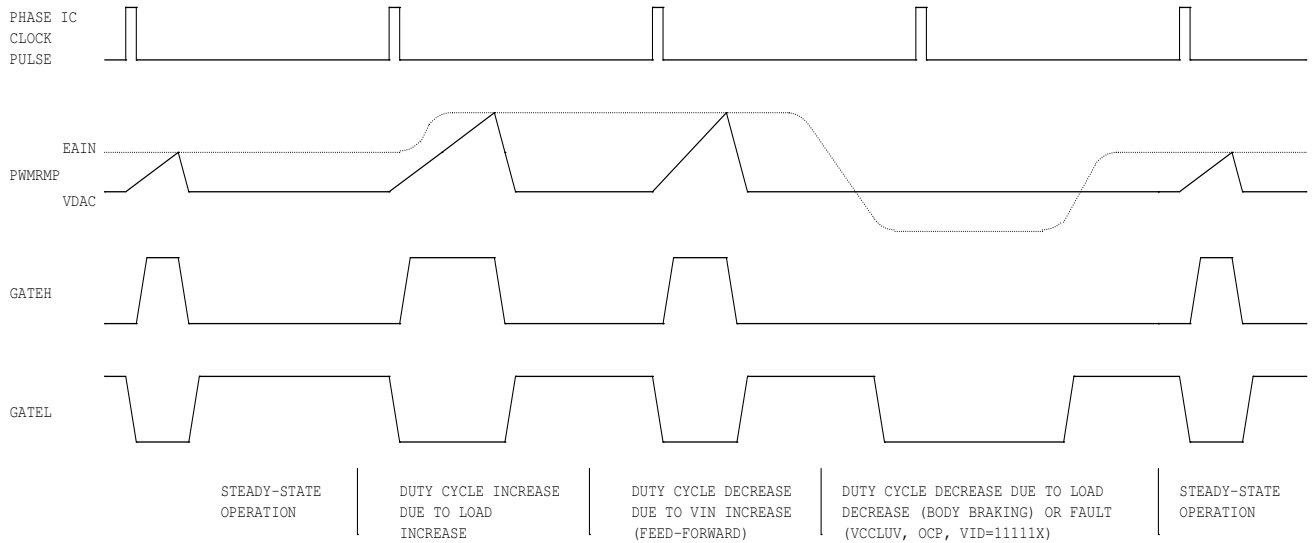 PHASE IC
CLOCK
PULSE
EAIN
PWMRMP
VDAC
GATEH
GATEL
STEADY-STATE
OPERATION
DUTY CYCLE INCREASE
DUE TO LOAD
INCREASE
DUTY CYCLE DECREASE
DUE TO VIN INCREASE
(FEED-FORWARD)
DUTY CYCLE DECREASE DUE TO LOAD
DECREASE (BODY BRAKING) OR FAULT
(VCCLUV, OCP, VID=11111X)
STEADY-STATE
OPERATION